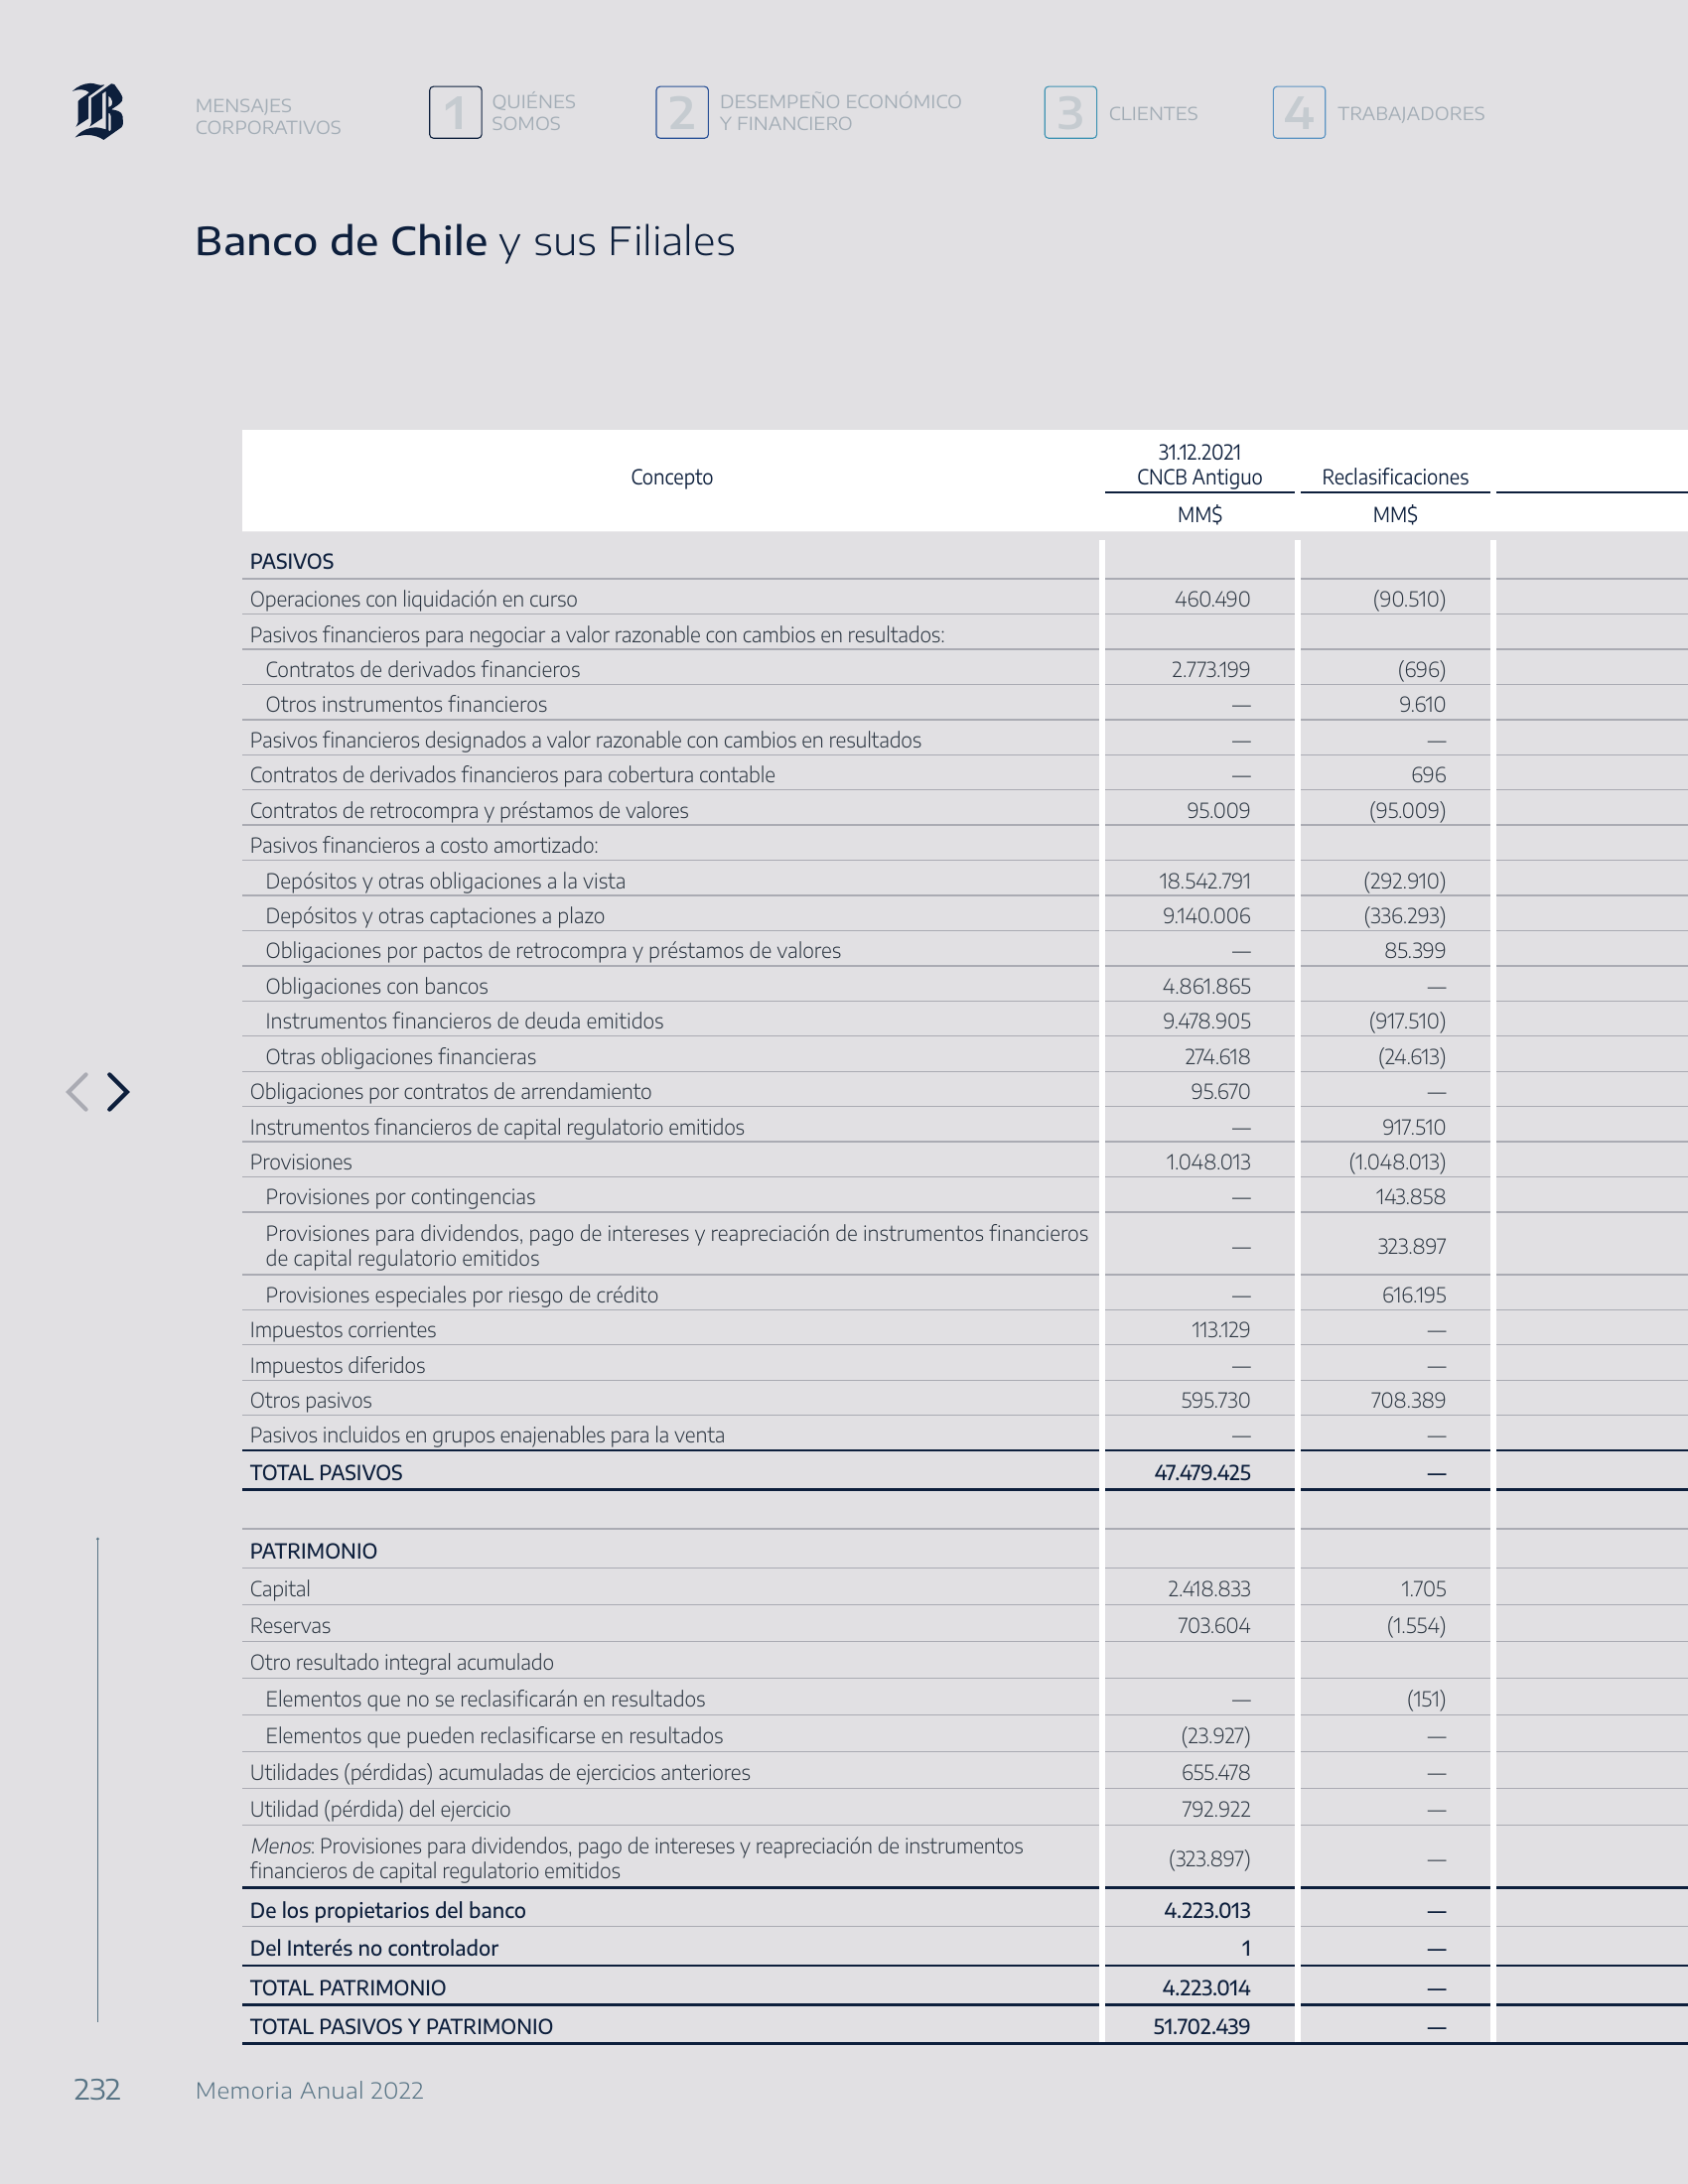 B
MENSAJES
CORPORATIVOS
1
QUIÉNES
SOMOS
2
DESEMPEÑO ECONÓMICO
Y FINANCIERO
3
CLIENTES
4
TRABAJADORES
Banco de Chile y sus Filiales
Concepto
31.12.2021
CNCB Antiguo
Reclasificaciones
MM$ MM$
PASIVOS
Operaciones con liquidación en curso 460.490 (90.510)
Pasivos financieros para negociar a valor razonable con cambios en resultados:
Contratos de derivados financieros 2.773.199 (696)
Otros instrumentos financieros — 9.610
Pasivos financieros designados a valor razonable con cambios en resultados — —
Contratos de derivados financieros para cobertura contable — 696
Contratos de retrocompra y préstamos de valores 95.009 (95.009)
Pasivos financieros a costo amortizado:
Depósitos y otras obligaciones a la vista 18.542.791 (292.910)
Depósitos y otras captaciones a plazo 9.140.006 (336.293)
Obligaciones por pactos de retrocompra y préstamos de valores — 85.399
Obligaciones con bancos 4.861.865 —
Instrumentos financieros de deuda emitidos 9.478.905 (917.510)
Otras obligaciones financieras 274.618 (24.613)
Obligaciones por contratos de arrendamiento 95.670 —
Instrumentos financieros de capital regulatorio emitidos — 917.510
Provisiones 1.048.013 (1.048.013)
Provisiones por contingencias — 143.858
Provisiones para dividendos, pago de intereses y reapreciación de instrumentos financieros
de capital regulatorio emitidos — 323.897
Provisiones especiales por riesgo de crédito — 616.195
Impuestos corrientes 113.129 —
Impuestos diferidos — —
Otros pasivos 595.730 708.389
Pasivos incluidos en grupos enajenables para la venta — —
TOTAL PASIVOS 47.479.425 —
PATRIMONIO
Capital 2.418.833 1.705
Reservas 703.604 (1.554)
Otro resultado integral acumulado
Elementos que no se reclasificarán en resultados — (151)
Elementos que pueden reclasificarse en resultados (23.927) —
Utilidades (pérdidas) acumuladas de ejercicios anteriores 655.478 —
Utilidad (pérdida) del ejercicio 792.922 —
Menos: Provisiones para dividendos, pago de intereses y reapreciación de instrumentos
financieros de capital regulatorio emitidos (323.897) —
De los propietarios del banco 4.223.013 —
Del Interés no controlador 1 —
TOTAL PATRIMONIO 4.223.014 —
TOTAL PASIVOS Y PATRIMONIO 51.702.439 —
232 Memoria Anual 2022